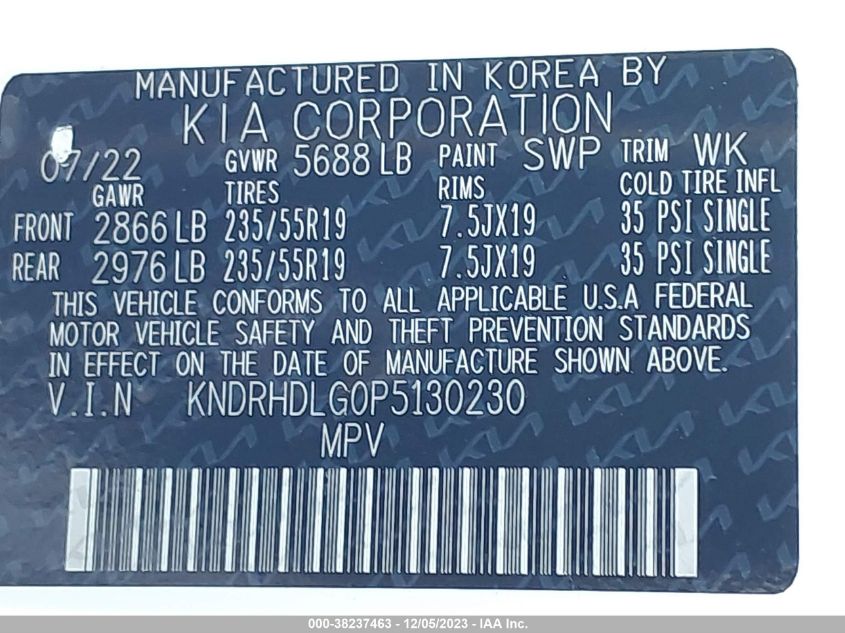 MANUFACTURED IN KOREA BY
KIA CORPORATION
07/22 GVWR 5688 LB PAINT SWP TRIM WK
GAWR TIRES RIMS COLD TIRE INFL
FRONT 2866 LB 235/55R19 7.5JX19 35 PSI SINGLE
REAR 2976 LB 235/55R19 7.5JX19 35 PSI SINGLE
THIS VEHICLE CONFORMS TO ALL APPLICABLE U.S.A FEDERAL
MOTOR VEHICLE SAFETY AND THEFT PREVENTION STANDARDS
IN EFFECT ON THE DATE OF MANUFACTURE SHOWN ABOVE.
V.I.N KNDRHDLG0P5130230
MPV
000-38237463 - 12/05/2023 - IAA Inc.